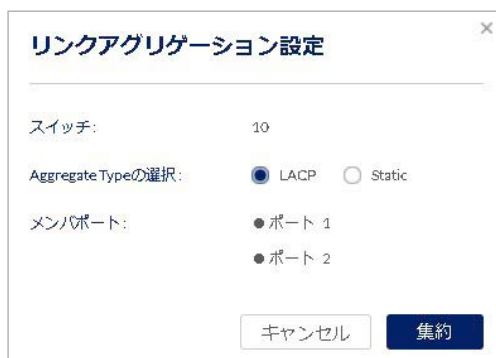 ×
リンクアグリゲーション設定
スイッチ: 10
Aggregate Typeの選択: LACP Static
メンバポート: ●ポート 1
●ポート 2
キャンセル 集約